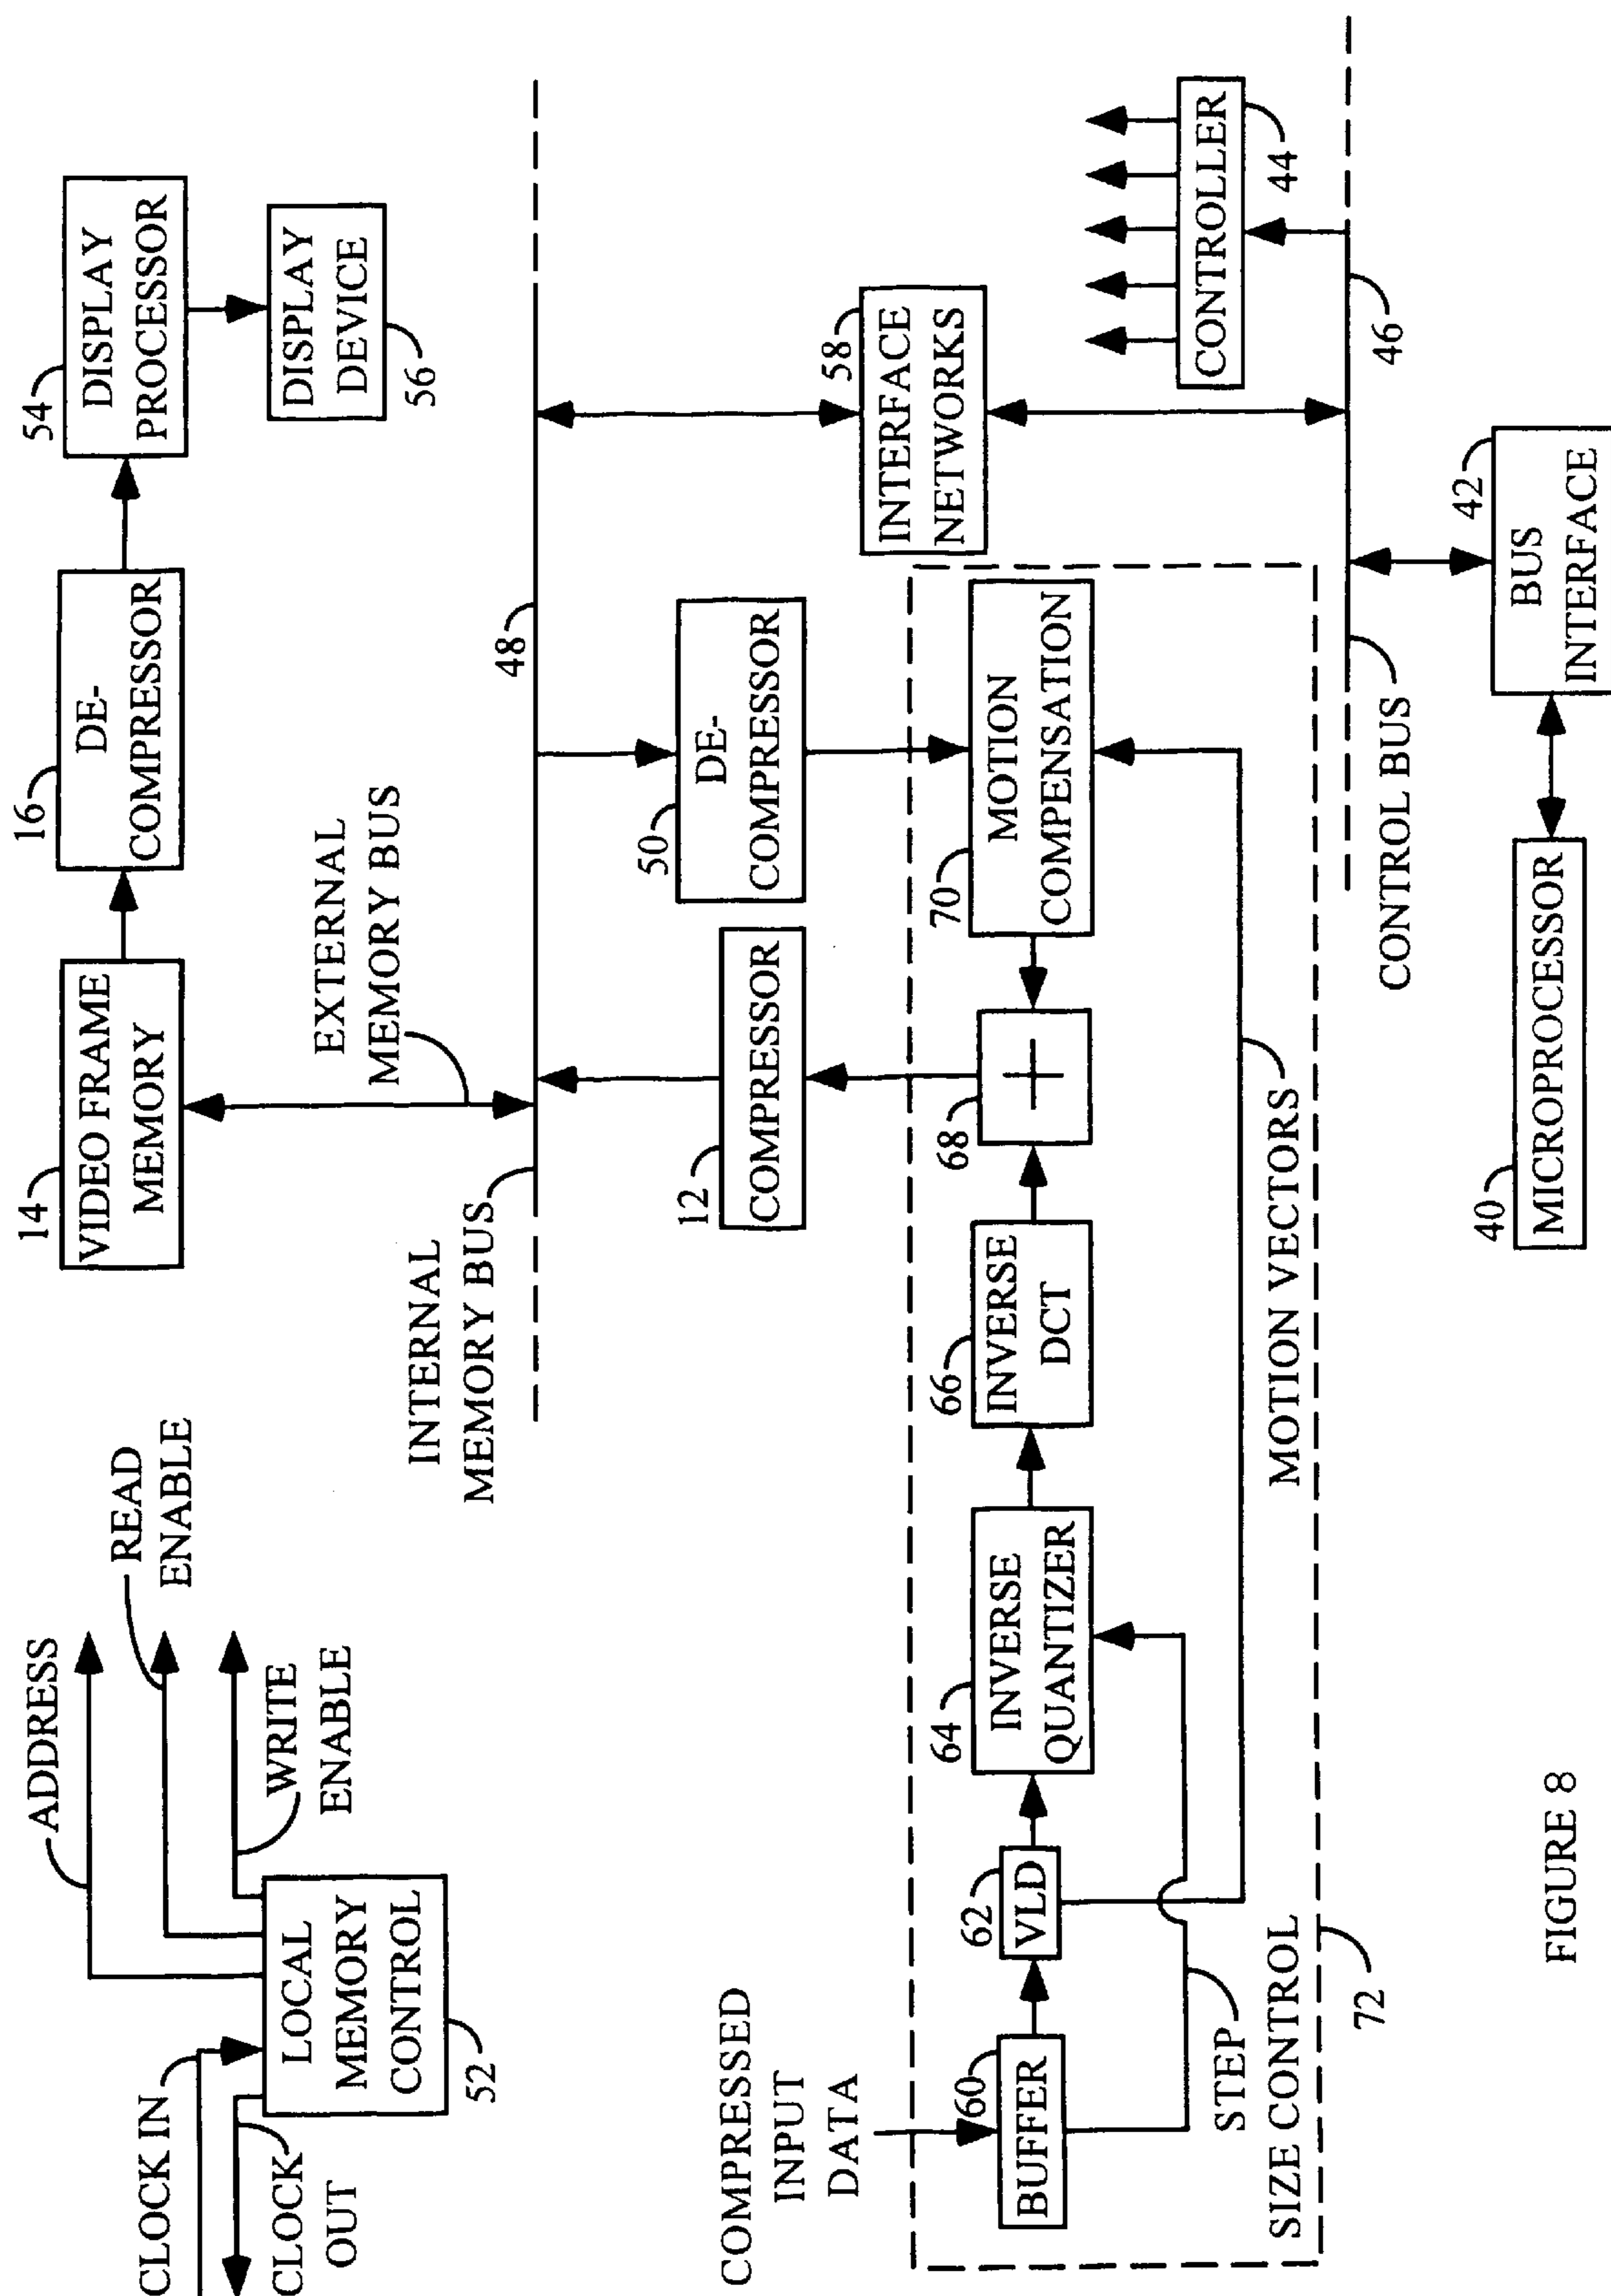 CLOCK IN
CLOCK
OUT
LOCAL
MEMORY
CONTROL
52
ADDRESS
READ
ENABLE
WRITE
ENABLE
14
VIDEO FRAME
MEMORY
16
DE-
COMPRESSOR
54
DISPLAY
PROCESSOR
DISPLAY
DEVICE
56
EXTERNAL
MEMORY BUS
INTERNAL
MEMORY BUS
48
12
COMPRESSOR
50
DE-
COMPRESSOR
58
INTERFACE
NETWORKS
CONTROLLER
44
COMPRESSED
INPUT
DATA
60
BUFFER
62
VLD
64
INVERSE
QUANTIZER
66
INVERSE
DCT
68
+
70
MOTION
COMPENSATION
STEP
SIZE CONTROL
72
MOTION VECTORS
CONTROL BUS
46
40
MICROPROCESSOR
42
BUS
INTERFACE
FIGURE 8